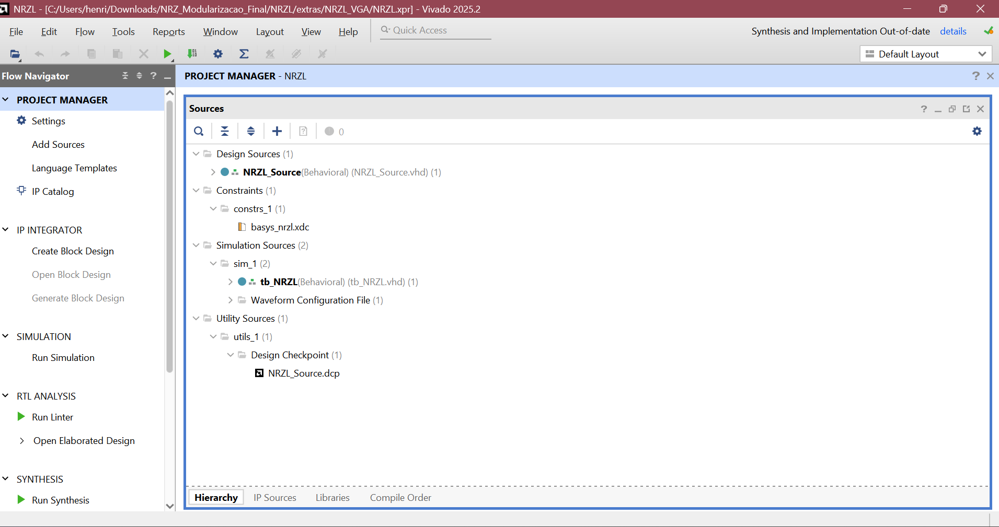 NRZL - [C:/Users/henri/Downloads/NRZ_Modularizacao_Final/NRZL/extras/NRZL_VGA/NRZL.xpr] - Vivado 2025.2
File Edit Flow Tools Reports Window Layout View Help Quick Access
Synthesis and Implementation Out-of-date details
Default Layout
Flow Navigator
PROJECT MANAGER
Settings
Add Sources
Language Templates
IP Catalog
IP INTEGRATOR
Create Block Design
Open Block Design
Generate Block Design
SIMULATION
Run Simulation
RTL ANALYSIS
Run Linter
Open Elaborated Design
SYNTHESIS
Run Synthesis
PROJECT MANAGER - NRZL
Sources
0
Design Sources (1)
NRZL_Source(Behavioral) (NRZL_Source.vhd) (1)
Constraints (1)
constrs_1 (1)
basys_nrzl.xdc
Simulation Sources (2)
sim_1 (2)
tb_NRZL(Behavioral) (tb_NRZL.vhd) (1)
Waveform Configuration File (1)
Utility Sources (1)
utils_1 (1)
Design Checkpoint (1)
NRZL_Source.dcp
Hierarchy IP Sources Libraries Compile Order